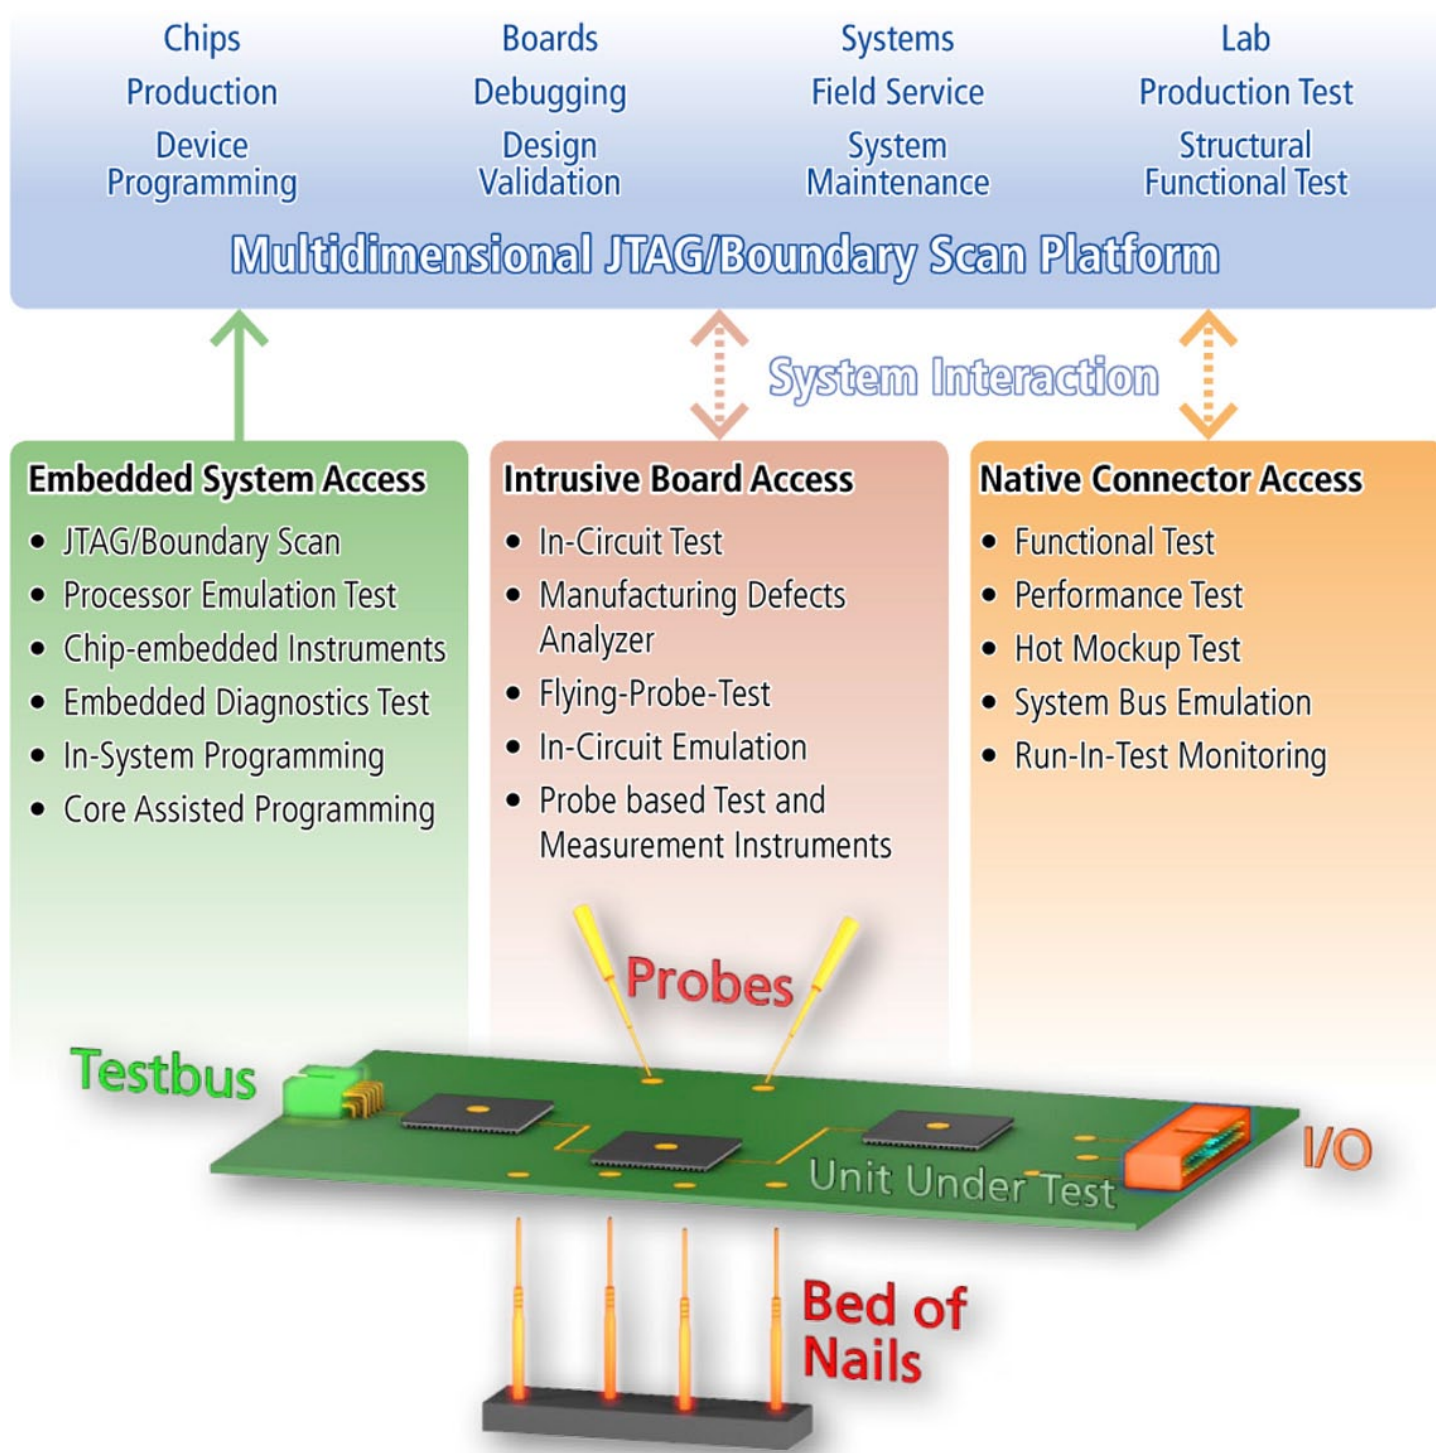 Chips Boards Systems Lab
Production Debugging Field Service Production Test
Device Design System Structural
Programming Validation Maintenance Functional Test
Multidimensional JTAG/Boundary Scan Platform
System Interaction
Embedded System Access
• JTAG/Boundary Scan
• Processor Emulation Test
• Chip-embedded Instruments
• Embedded Diagnostics Test
• In-System Programming
• Core Assisted Programming
Intrusive Board Access
• In-Circuit Test
• Manufacturing Defects
Analyzer
• Flying-Probe-Test
• In-Circuit Emulation
• Probe based Test and
Measurement Instruments
Native Connector Access
• Functional Test
• Performance Test
• Hot Mockup Test
• System Bus Emulation
• Run-In-Test Monitoring
Probes
Testbus
I/O
Unit Under Test
Bed of
Nails